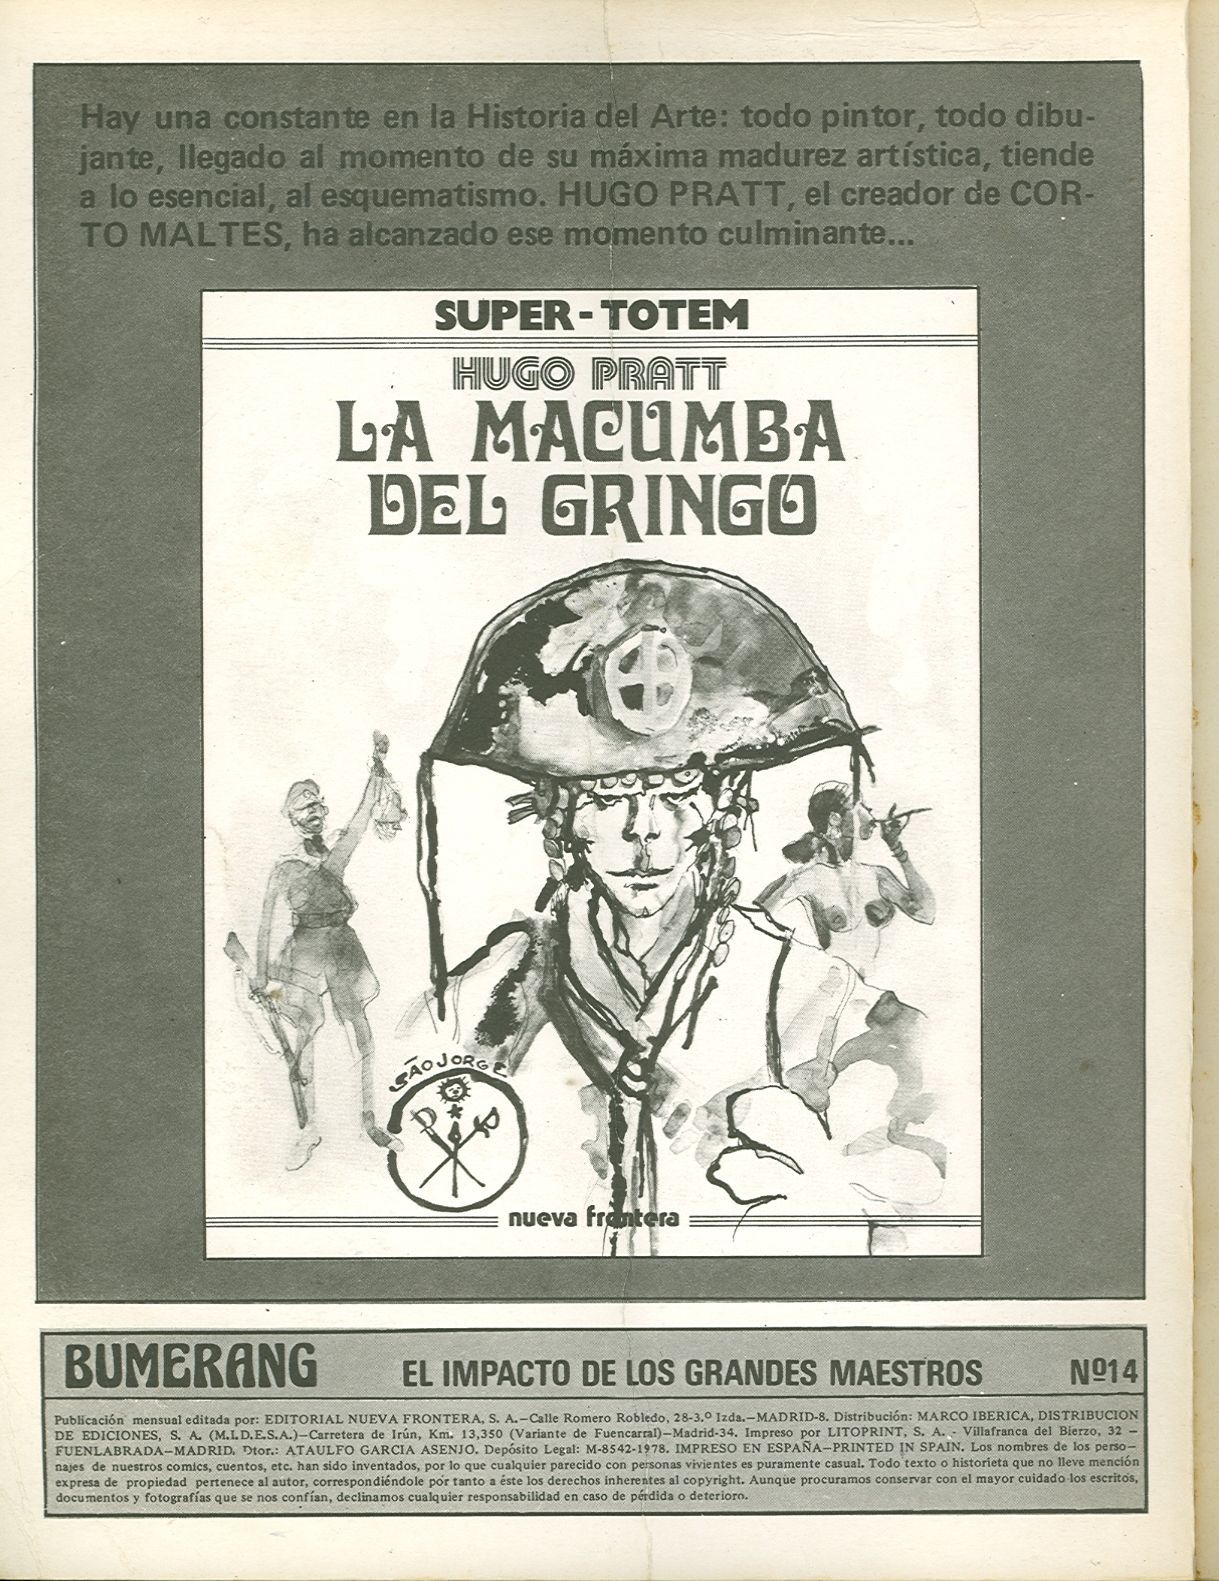 Hay una constante en la Historia del Arte: todo pintor, todo dibu-
jante, llegado al momento de su máxima madurez artística, tiende
a lo esencial, al esquematismo. HUGO PRATT, el creador de COR-
TO MALTES, ha alcanzado ese momento culminante...
SUPER-TOTEM
HUGO PRATT
LA MACUMBA
DEL GRINGO
SÃO JORGE
nueva frontera
BUMERANG EL IMPACTO DE LOS GRANDES MAESTROS Nº14
Publicación mensual editada por: EDITORIAL NUEVA FRONTERA, S. A.—Calle Romero Robledo, 28-3.º Izda.—MADRID-8. Distribución: MARCO IBERICA, DISTRIBUCION
DE EDICIONES, S. A. (M.I.D.E.S.A.)—Carretera de Irún, Km. 13,350 (Variante de Fuencarral)—Madrid-34. Impreso por LITOPRINT, S. A. - Villafranca del Bierzo, 32 —
FUENLABRADA—MADRID. Dtor.: ATAULFO GARCIA ASENJO. Depósito Legal: M-8542-1978. IMPRESO EN ESPAÑA—PRINTED IN SPAIN. Los nombres de los perso-
najes de nuestros comics, cuentos, etc. han sido inventados, por lo que cualquier parecido con personas vivientes es puramente casual. Todo texto o historieta que no lleve mención
expresa de propiedad pertenece al autor, correspondiéndole por tanto a éste los derechos inherentes al copyright. Aunque procuramos conservar con el mayor cuidado los escritos,
documentos y fotografías que se nos confían, declinamos cualquier responsabilidad en caso de pérdida o deterioro.